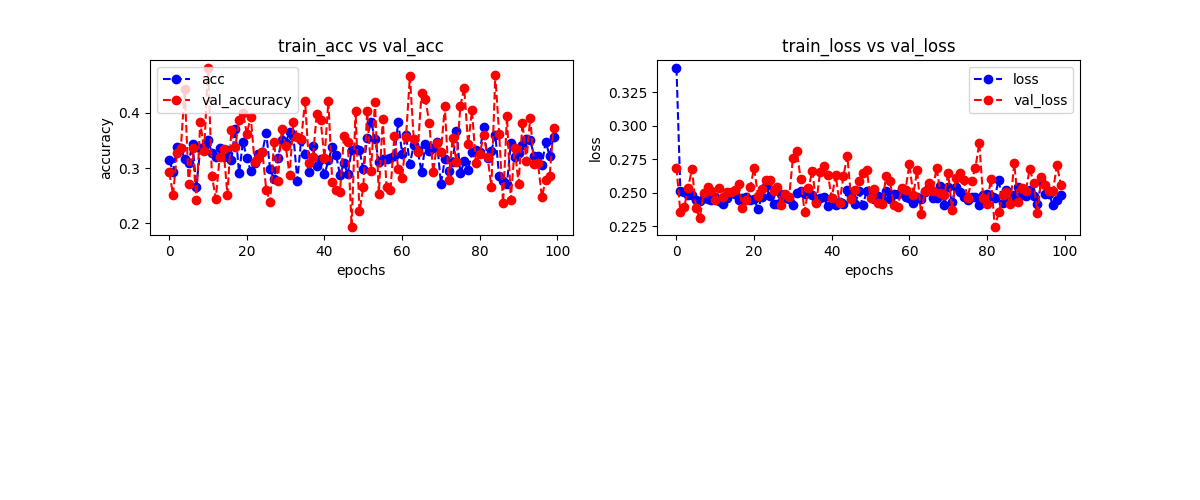 train_acc vs val_acc
acc
val_accuracy
accuracy
0.4
0.3
0.2
0 20 40 60 80 100
epochs
train_loss vs val_loss
loss
val_loss
loss
0.325
0.300
0.275
0.250
0.225
0 20 40 60 80 100
epochs